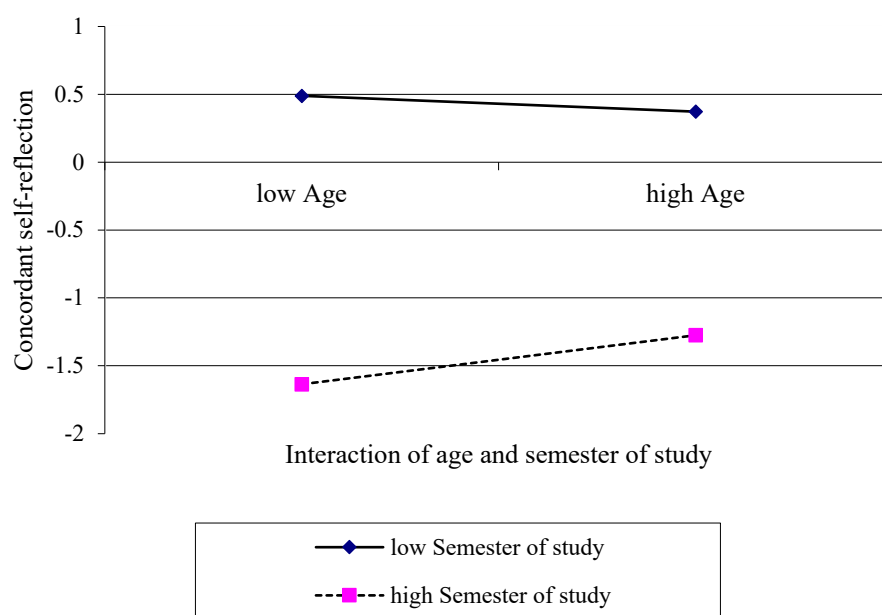 1
0.5
0
low Age high Age
-0.5
-1
-1.5
-2
Concordant self-reflection
Interaction of age and semester of study
low Semester of study
high Semester of study